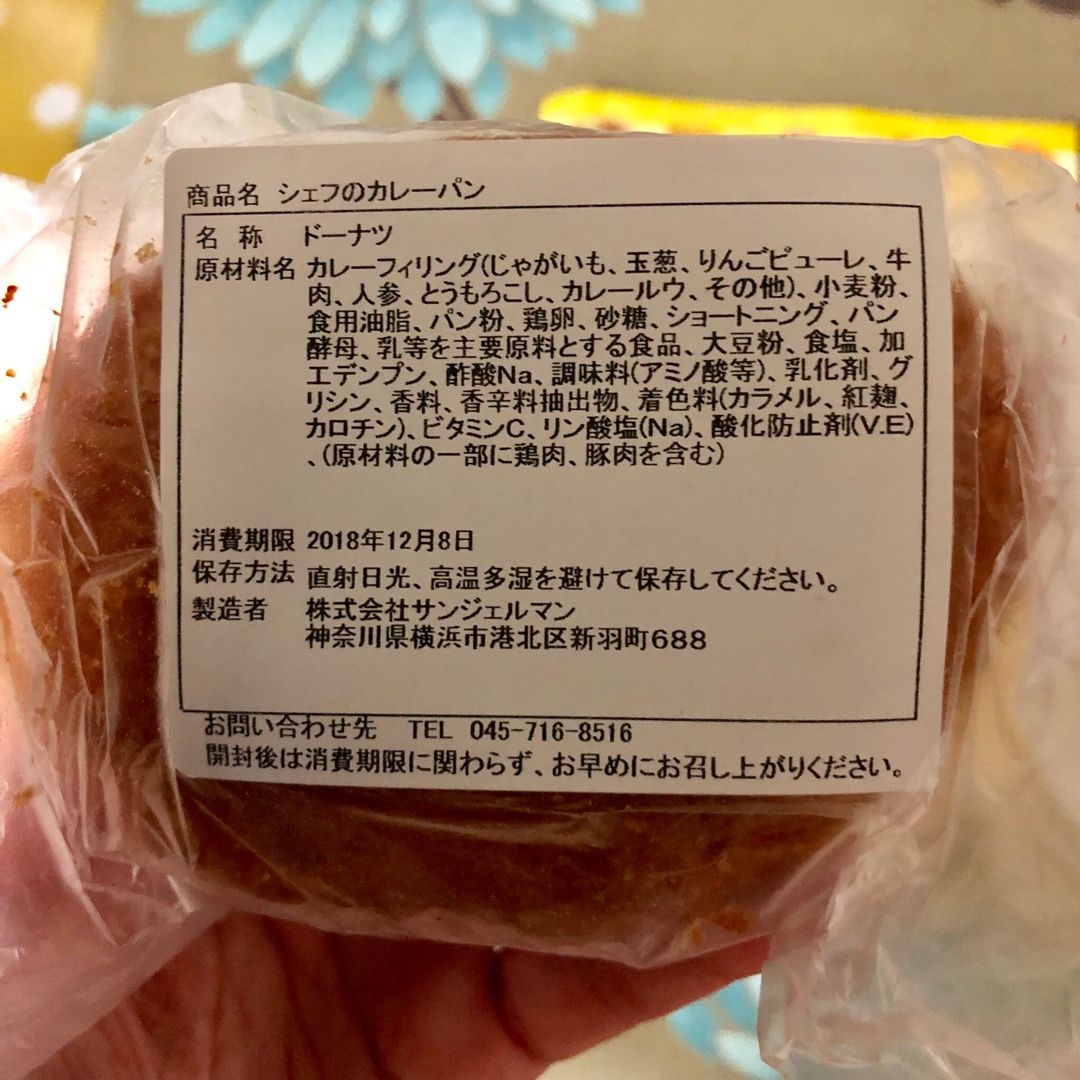 商品名 シェフのカレーパン
名 称 ドーナツ
原材料名 カレーフィリング(じゃがいも、玉葱、りんごピューレ、牛
肉、人参、とうもろこし、カレールウ、その他)、小麦粉、
食用油脂、パン粉、鶏卵、砂糖、ショートニング、パン
酵母、乳等を主要原料とする食品、大豆粉、食塩、加
工デンプン、酢酸Na、調味料(アミノ酸等)、乳化剤、グ
リシン、香料、香辛料抽出物、着色料(カラメル、紅麹、
カロチン)、ビタミンC、リン酸塩(Na)、酸化防止剤(V.E)
、(原材料の一部に鶏肉、豚肉を含む)
消費期限 2018年12月8日
保存方法 直射日光、高温多湿を避けて保存してください。
製造者 株式会社サンジェルマン
神奈川県横浜市港北区新羽町688
お問い合わせ先 TEL 045-716-8516
開封後は消費期限に関わらず、お早めにお召し上がりください。